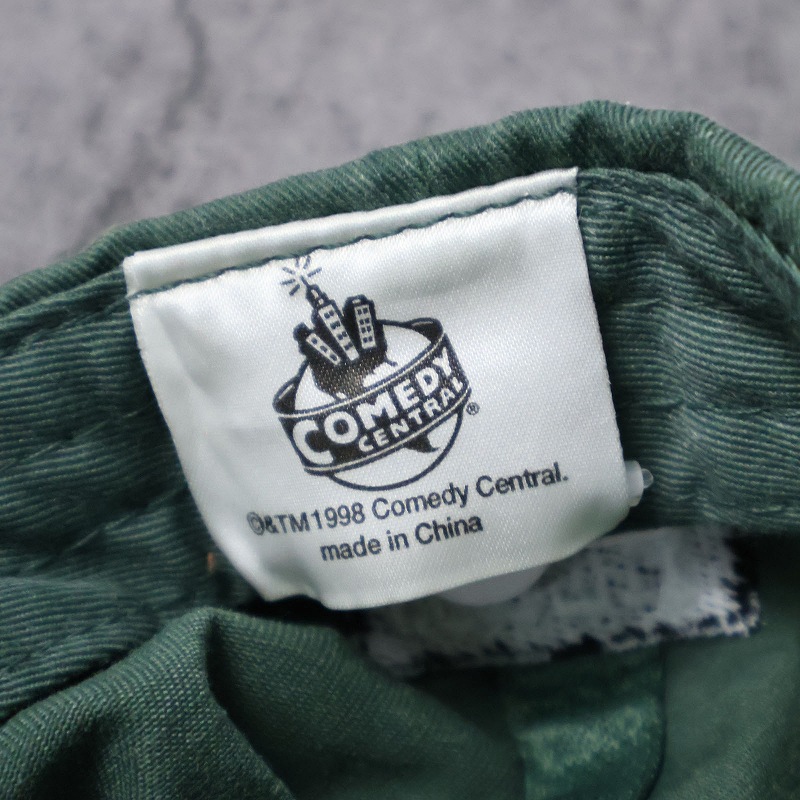 COMEDY
CENTRAL®
©&TM1998 Comedy Central.
made in China